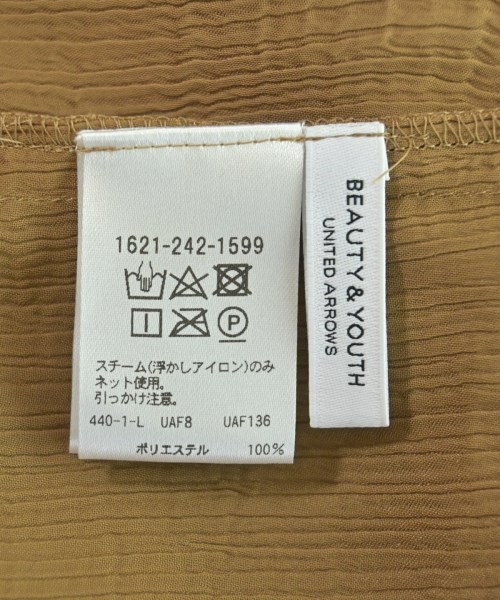 1621-242-1599
P
スチーム(浮かしアイロン)のみ
ネット使用。
引っかけ注意。
440-1-L UAF8 UAF136
ポリエステル 100%
BEAUTY & YOUTH
UNITED ARROWS